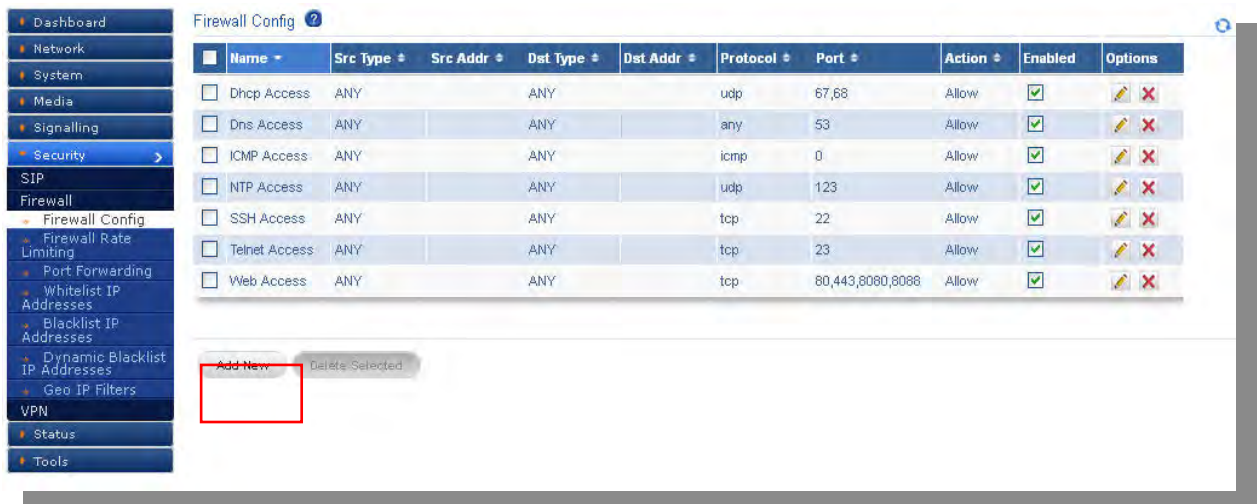 Dashboard
Network
System
Media
Signalling
Security
SIP
Firewall
Firewall Config
Firewall Rate
Limiting
Port Forwarding
Whitelist IP
Addresses
Blacklist IP
Addresses
Dynamic Blacklist
IP Addresses
Geo IP Filters
VPN
Status
Tools
Firewall Config ?
Name Src Type Src Addr Dst Type Dst Addr Protocol Port Action Enabled Options
Dhcp Access ANY ANY udp 67,68 Allow
Dns Access ANY ANY any 53 Allow
ICMP Access ANY ANY icmp 0 Allow
NTP Access ANY ANY udp 123 Allow
SSH Access ANY ANY tcp 22 Allow
Telnet Access ANY ANY tcp 23 Allow
Web Access ANY ANY tcp 80,443,8080,8088 Allow
Add New Delete Selected